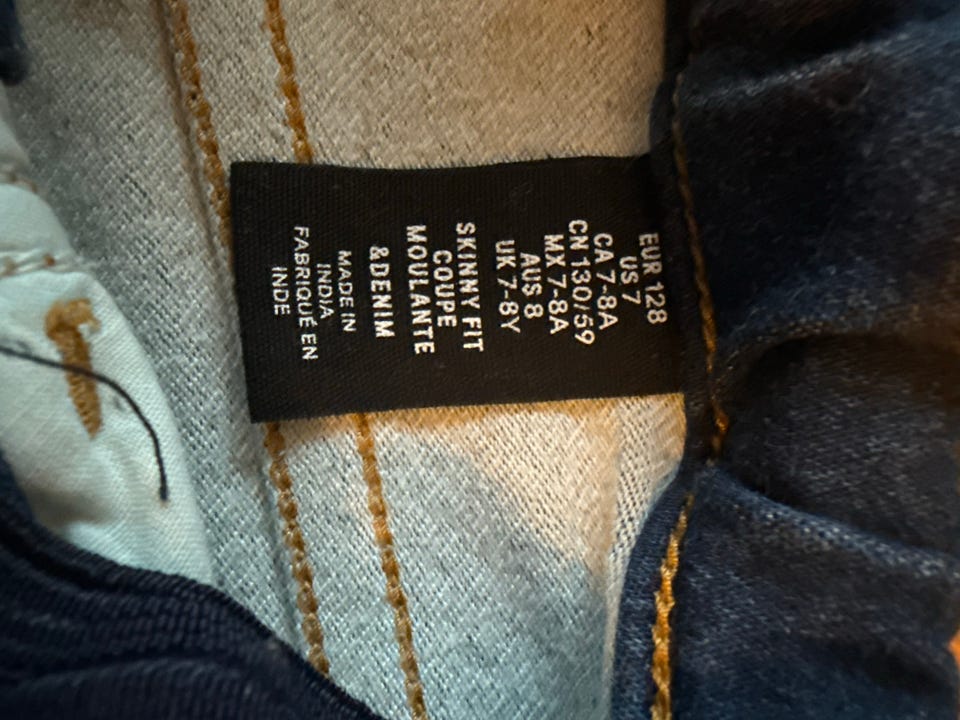 EUR 128
US 7
CA 7-8A
CN 130/59
MX 7-8A
AUS 8
UK 7-8Y
SKINNY FIT
COUPE
MOULANTE
&DENIM
MADE IN
INDIA
FABRIQUÉ EN
INDE